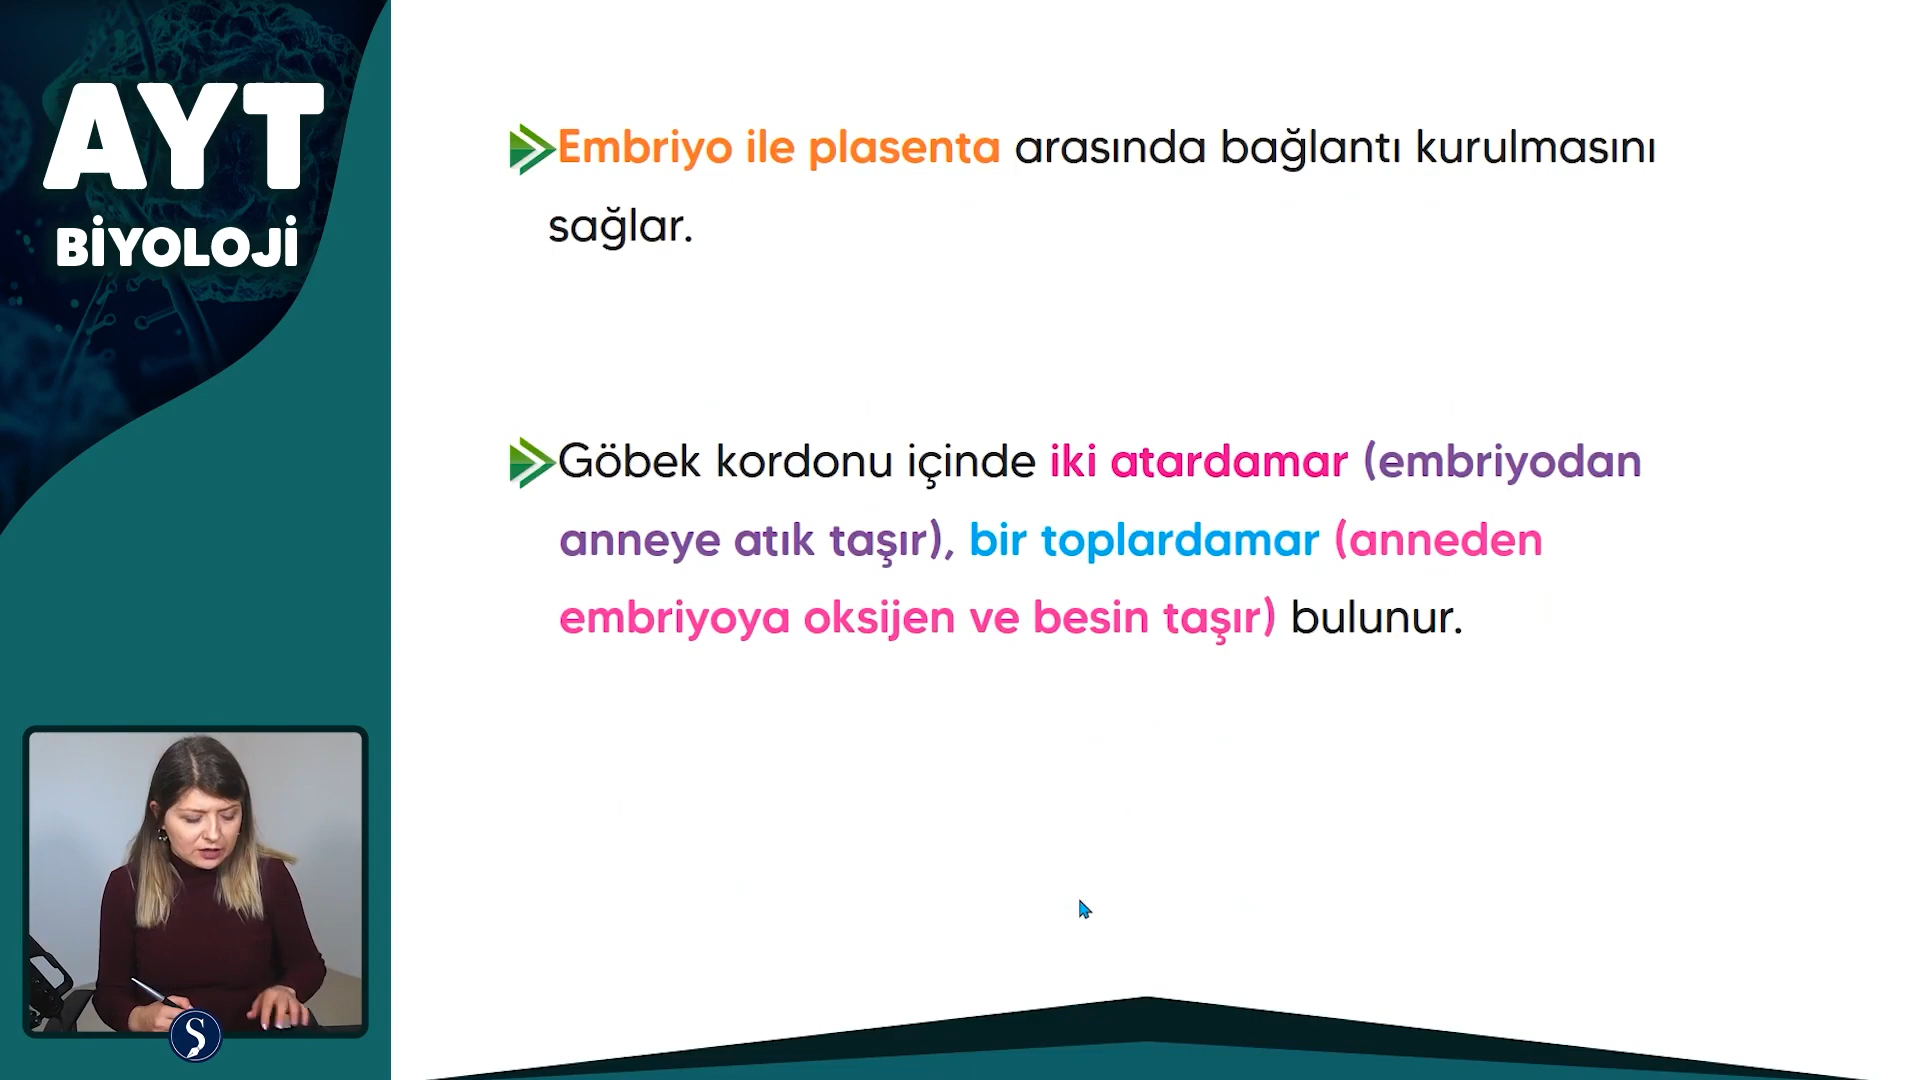 AYT
BİYOLOJİ
Embriyo ile plasenta arasında bağlantı kurulmasını
sağlar.
Göbek kordonu içinde iki atardamar (embriyodan
anneye atık taşır), bir toplardamar (anneden
embriyoya oksijen ve besin taşır) bulunur.
Ş